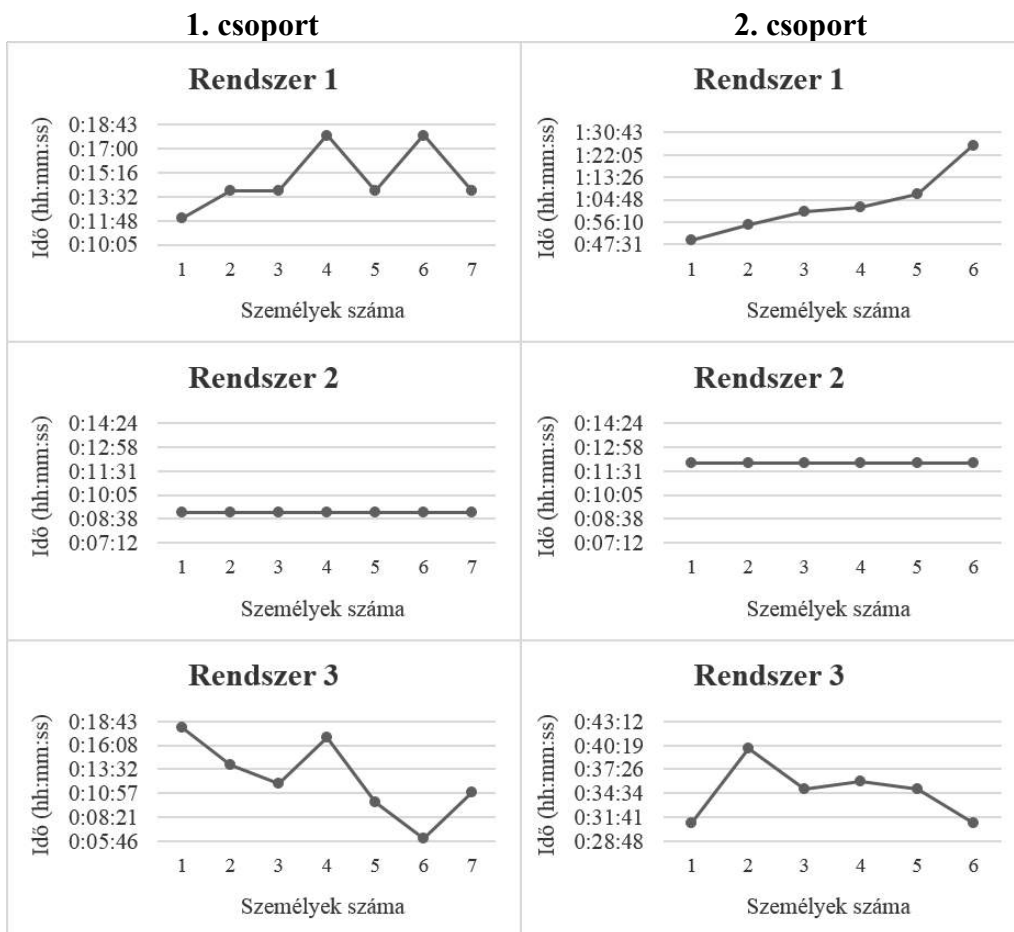 1. csoport
2. csoport
Rendszer 1
Idő (hh:mm:ss)
0:18:43
0:17:00
0:15:16
0:13:32
0:11:48
0:10:05
1 2 3 4 5 6 7
Személyek száma
Rendszer 1
Idő (hh:mm:ss)
1:30:43
1:22:05
1:13:26
1:04:48
0:56:10
0:47:31
1 2 3 4 5 6
Személyek száma
Rendszer 2
Idő (hh:mm:ss)
0:14:24
0:12:58
0:11:31
0:10:05
0:08:38
0:07:12
1 2 3 4 5 6 7
Személyek száma
Rendszer 2
Idő (hh:mm:ss)
0:14:24
0:12:58
0:11:31
0:10:05
0:08:38
0:07:12
1 2 3 4 5 6
Személyek száma
Rendszer 3
Idő (hh:mm:ss)
0:18:43
0:16:08
0:13:32
0:10:57
0:08:21
0:05:46
1 2 3 4 5 6 7
Személyek száma
Rendszer 3
Idő (hh:mm:ss)
0:43:12
0:40:19
0:37:26
0:34:34
0:31:41
0:28:48
1 2 3 4 5 6
Személyek száma